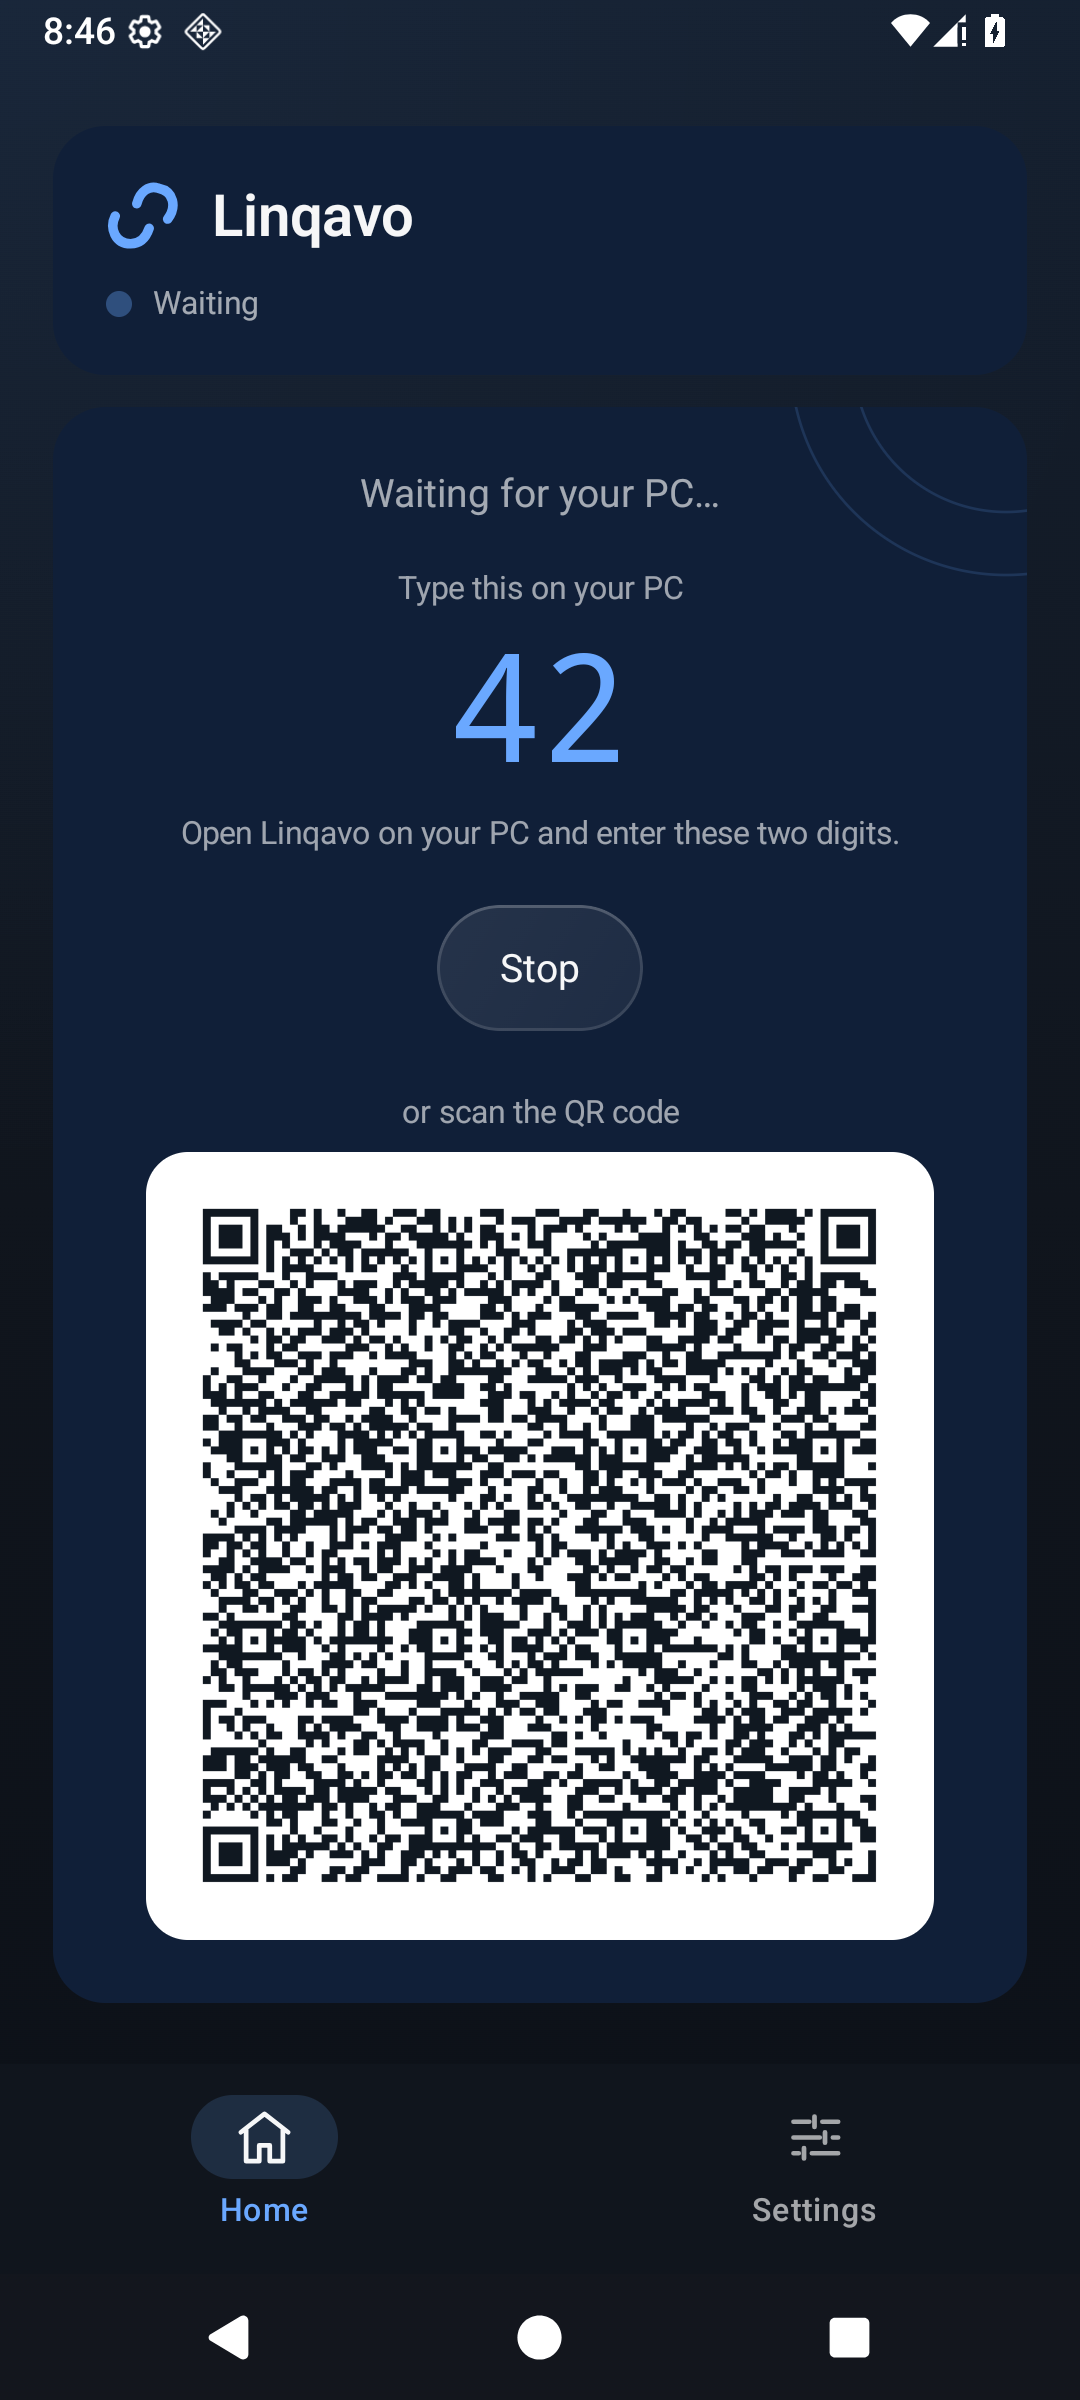 8:46
Linqavo
Waiting
Waiting for your PC...
Type this on your PC
42
Open Linqavo on your PC and enter these two digits.
Stop
or scan the QR code
Home
Settings